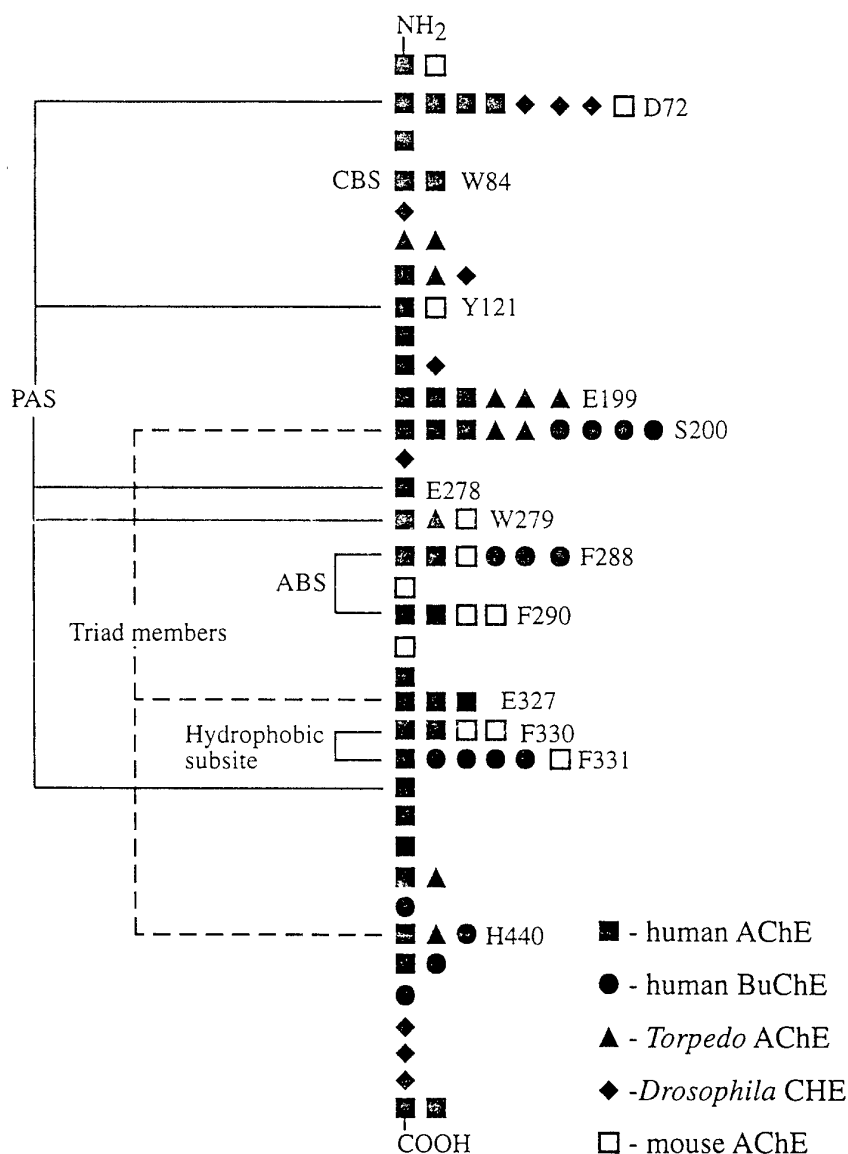 NH2
D72
CBS
W84
Y121
PAS
E199
S200
E278
W279
ABS
F288
F290
Triad members
E327
Hydrophobic
subsite
F330
F331
H440
- human AChE
- human BuChE
- Torpedo AChE
-Drosophila CHE
- mouse AChE
COOH